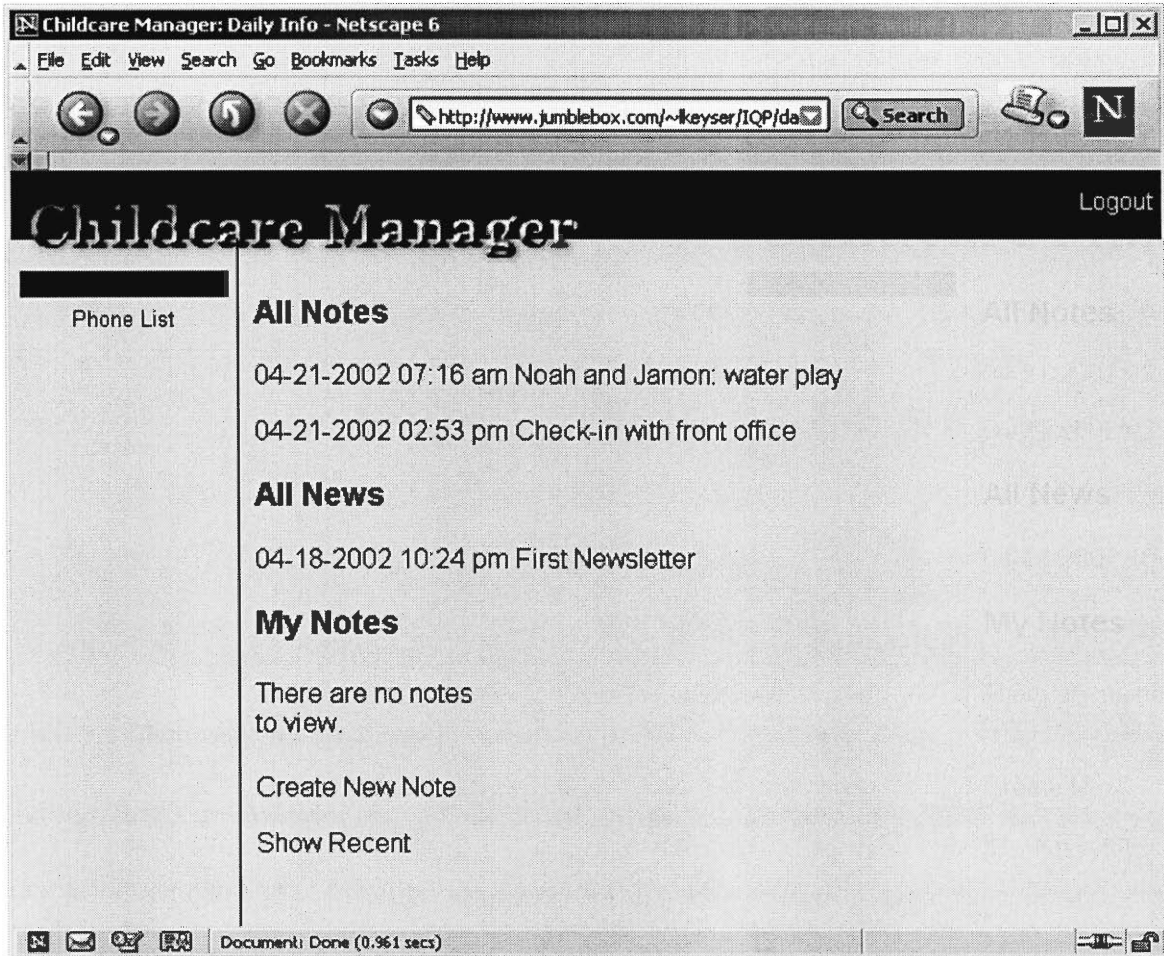 Childcare Manager: Daily Info - Netscape 6
File Edit View Search Go Bookmarks Tasks Help
http://www.jumblebox.com/~lkeyser/IQP/da
Search
N
Logout
Childcare Manager
Phone List
All Notes
04-21-2002 07:16 am Noah and Jamon: water play
04-21-2002 02:53 pm Check-in with front office
All News
04-18-2002 10:24 pm First Newsletter
My Notes
There are no notes
to view.
Create New Note
Show Recent
Document: Done (0.961 secs)